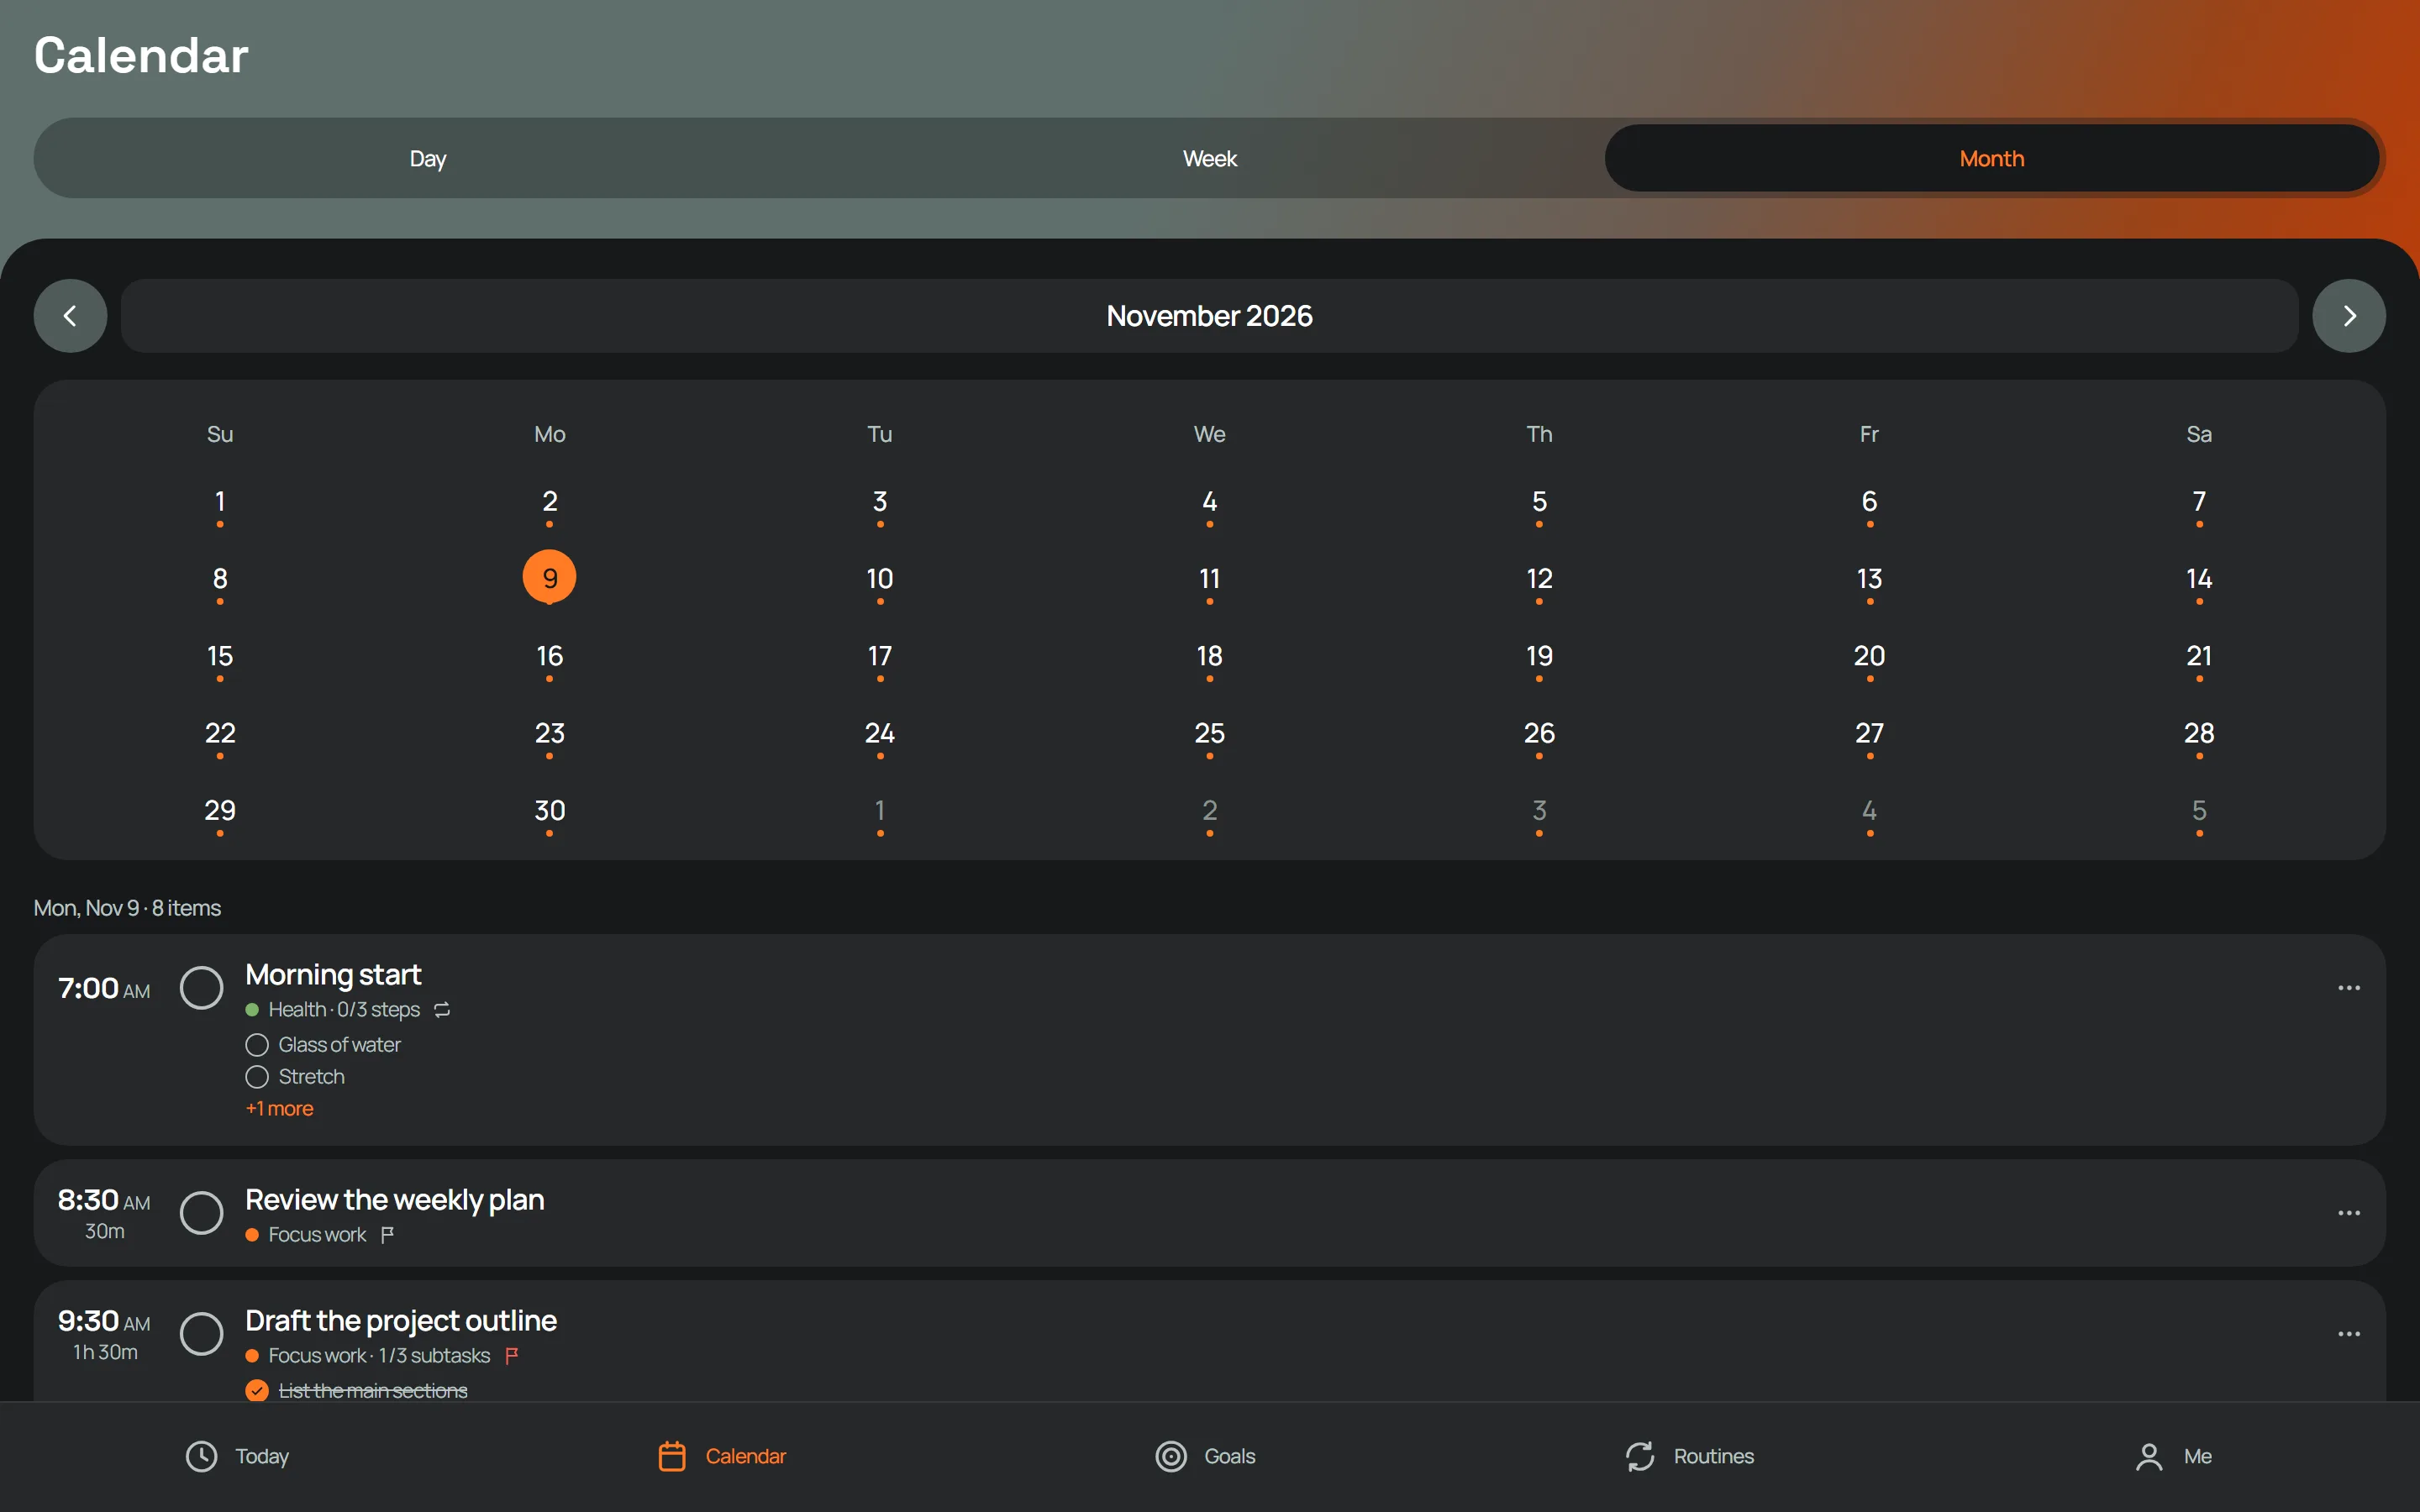 Calendar
Day Week Month
November 2026
Su Mo Tu We Th Fr Sa
1 2 3 4 5 6 7
8 9 10 11 12 13 14
15 16 17 18 19 20 21
22 23 24 25 26 27 28
29 30 1 2 3 4 5
Mon, Nov 9 · 8 items
7:00 AM Morning start
Health · 0/3 steps
Glass of water
Stretch
+1 more
8:30 AM Review the weekly plan
30m Focus work
9:30 AM Draft the project outline
1h 30m Focus work · 1/3 subtasks
List the main sections
Today Calendar Goals Routines Me